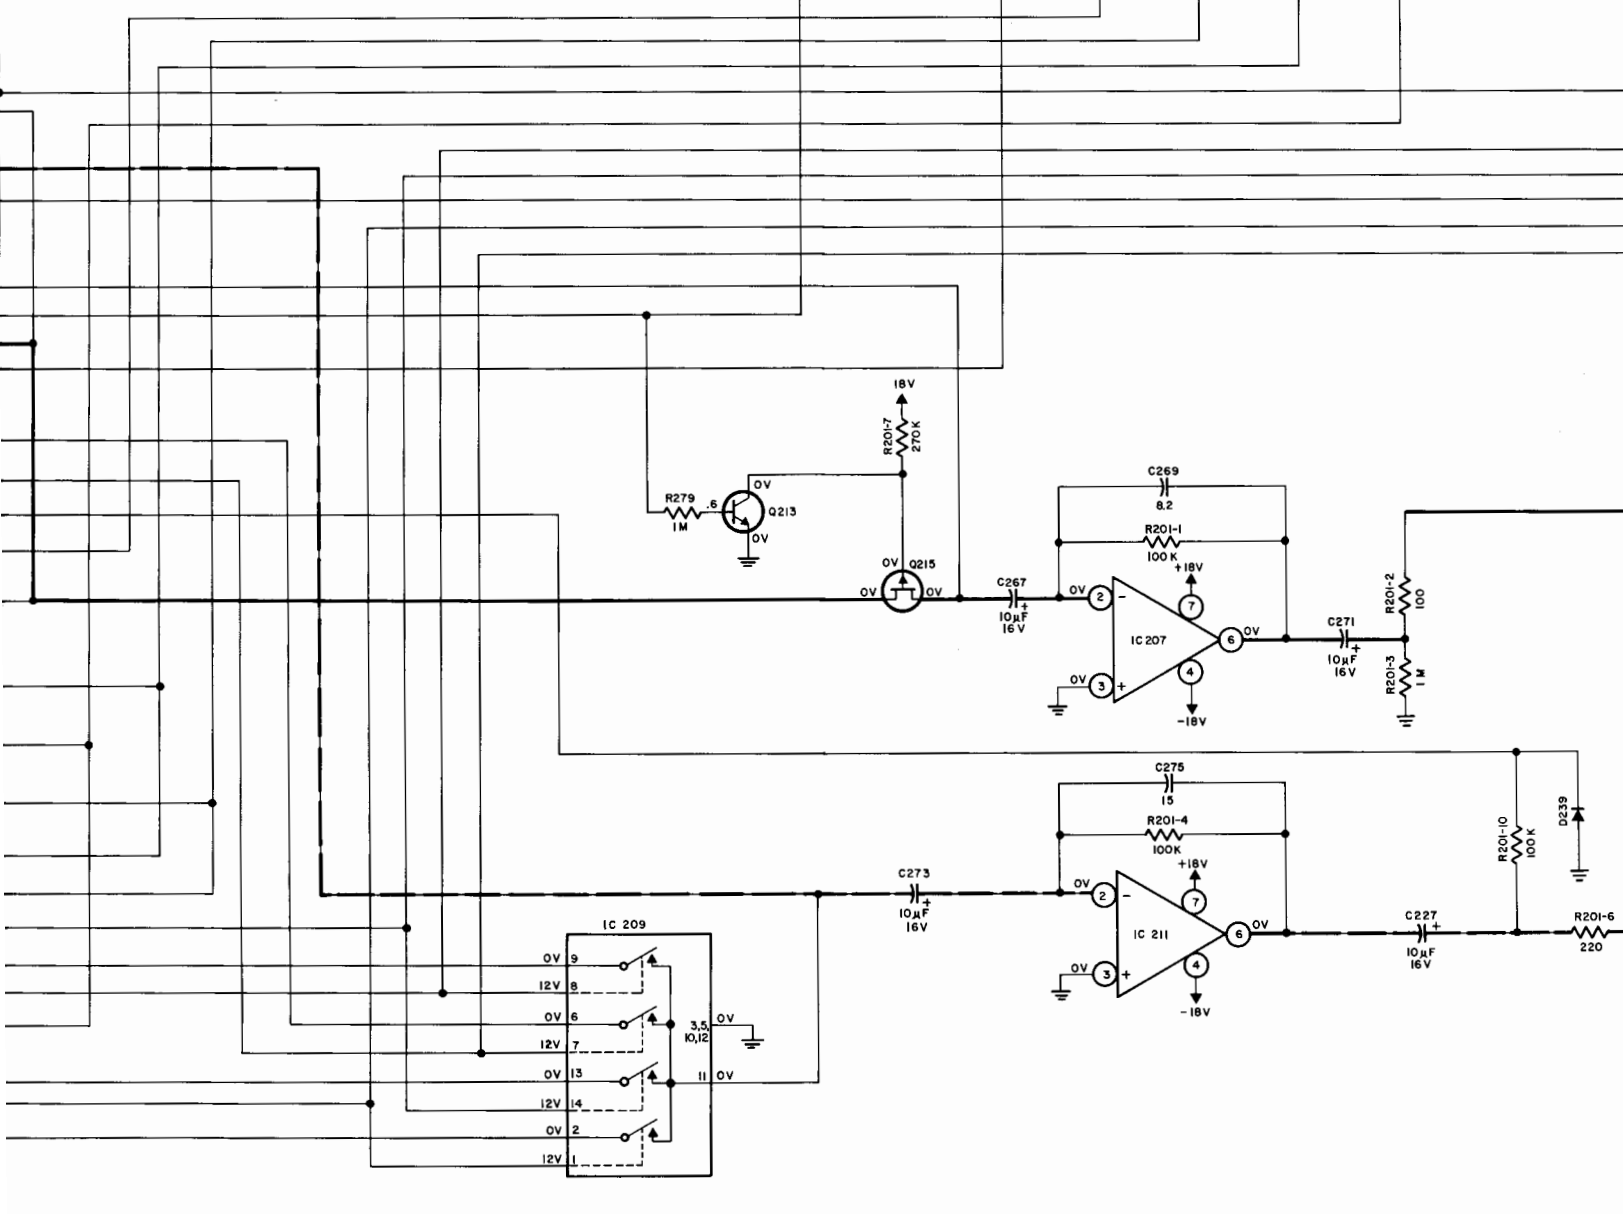 18V
R201-7
270K
R279
1M
.6
0V
Q213
0V
0V
Q215
0V
0V
C267
10µF
16V
+
C269
8.2
R201-1
100K
+18V
0V
2
-
7
IC 207
6
0V
4
0V
3
+
-18V
C271
10µF
16V
+
R201-2
100
R201-3
1M
C275
15
R201-4
100K
+18V
C273
10µF
16V
+
0V
2
-
7
IC 211
6
0V
4
0V
3
+
-18V
R201-10
100K
D239
C227
10µF
16V
+
R201-6
220
IC 209
0V 9
12V 8
0V 6
12V 7
0V 13
12V 14
0V 2
12V 1
3,5,
10,12
0V
11 0V